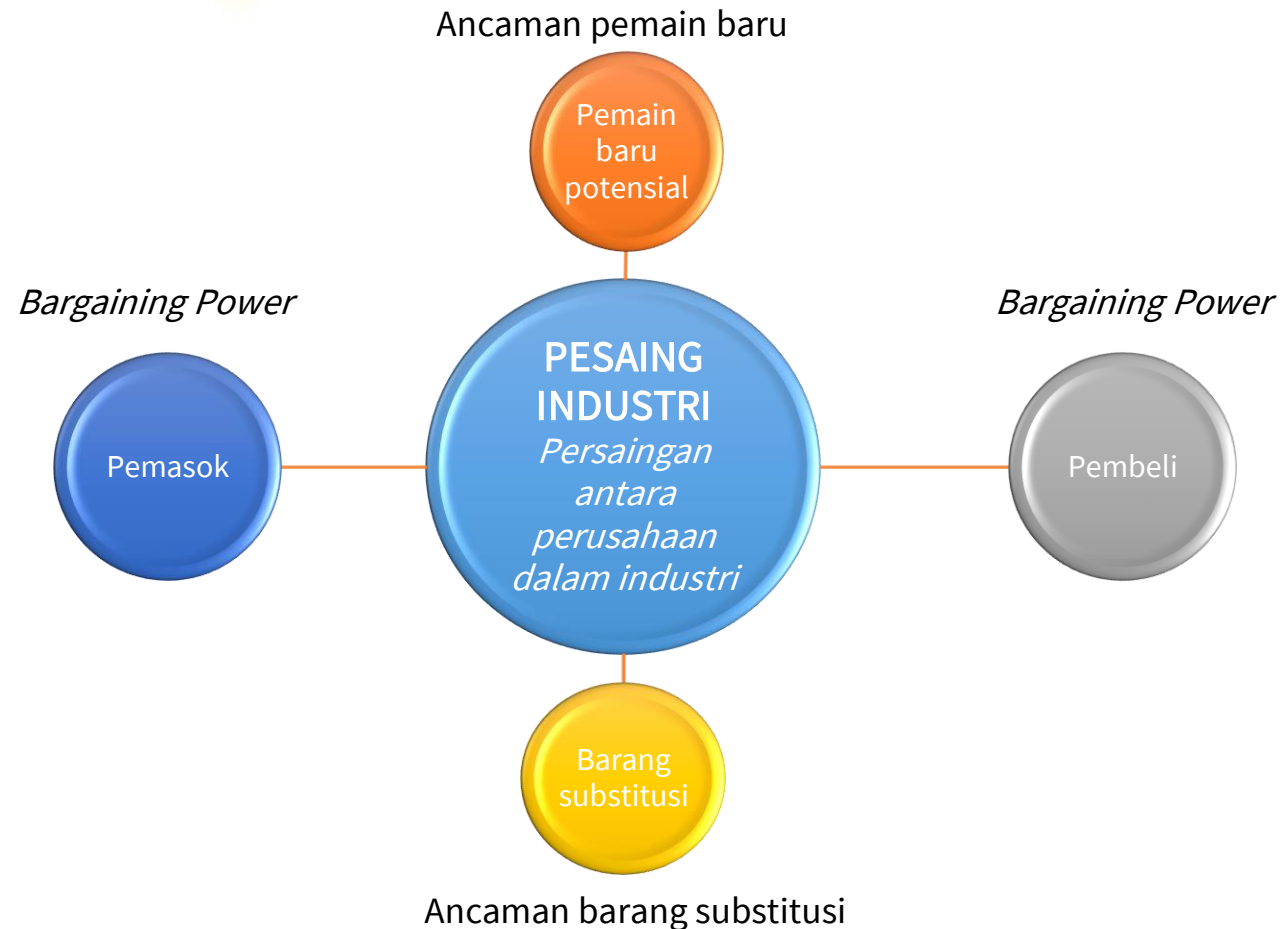 Ancaman pemain baru
Pemain
baru
potensial
Bargaining Power
Bargaining Power
PESAING
INDUSTRI
Persaingan
antara
perusahaan
dalam industri
Pemasok
Pembeli
Barang
substitusi
Ancaman barang substitusi